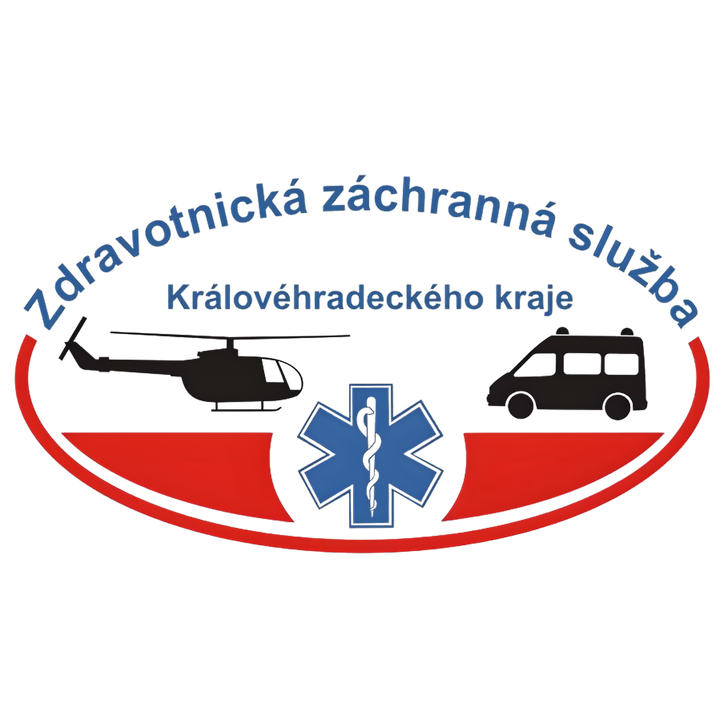 Zdravotnická záchranná služba
Královéhradeckého kraje